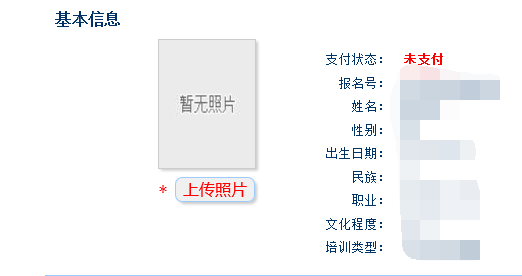 基本信息
支付状态： 未支付
报名号：
暂无照片
姓名：
性别：
出生日期：
民族：
* 上传照片
职业：
文化程度：
培训类型：